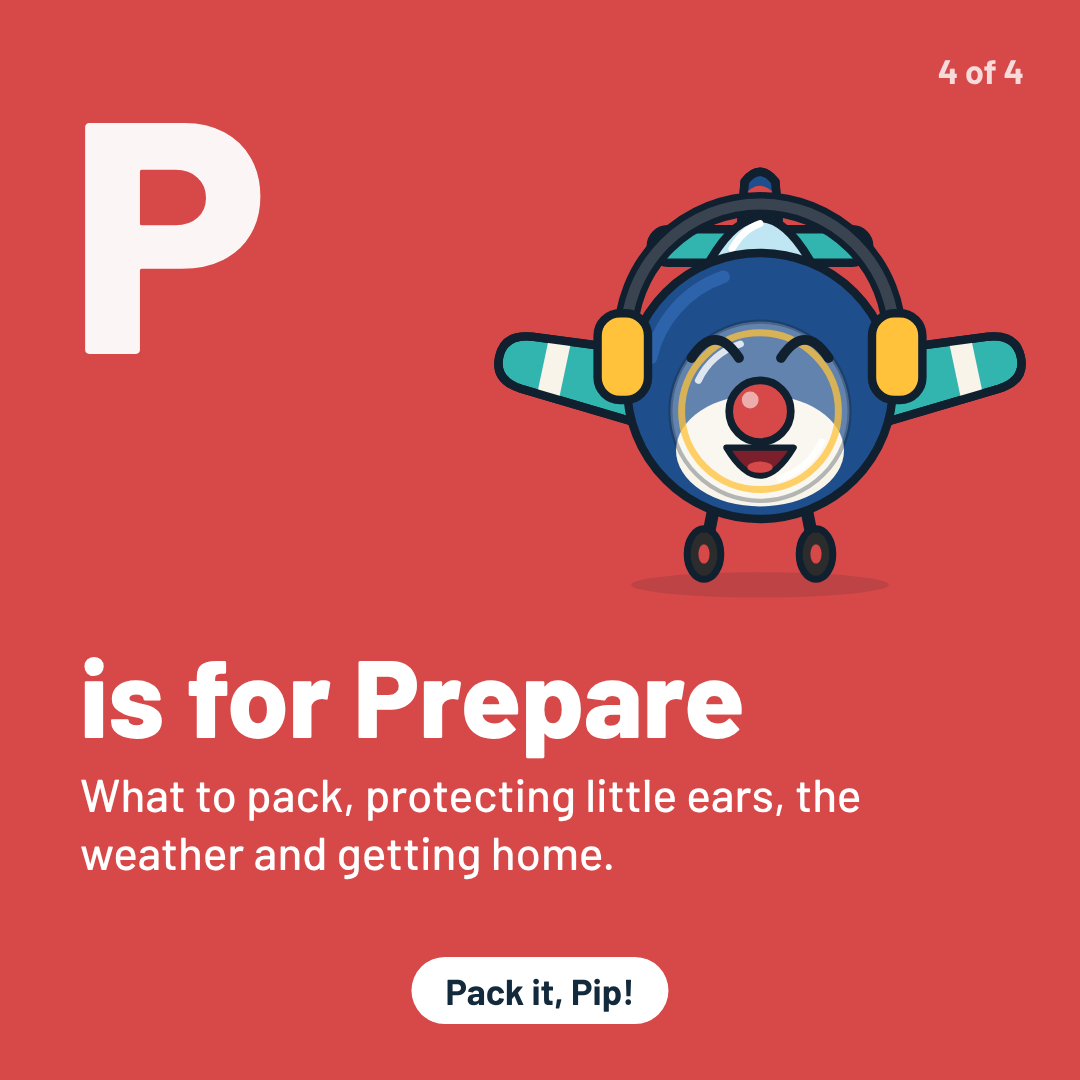 4 of 4
P
is for Prepare
What to pack, protecting little ears, the
weather and getting home.
Pack it, Pip!